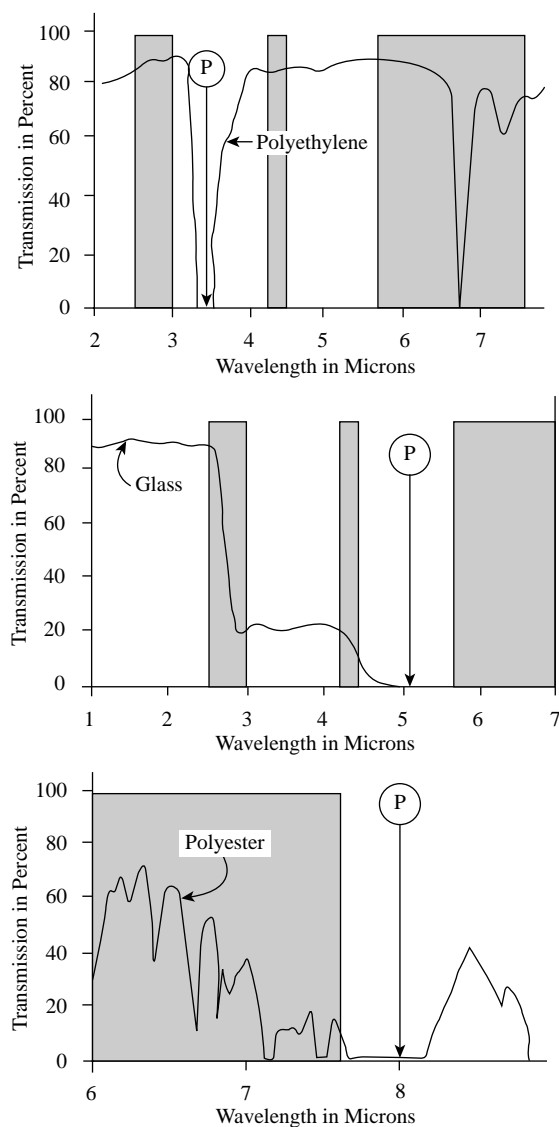 Transmission in Percent
100
80
60
40
20
0
P
Polyethylene
2 3 4 5 6 7
Wavelength in Microns
Transmission in Percent
100
80
60
40
20
0
P
Glass
1 2 3 4 5 6 7
Wavelength in Microns
Transmission in Percent
100
80
60
40
20
0
P
Polyester
6 7 8
Wavelength in Microns